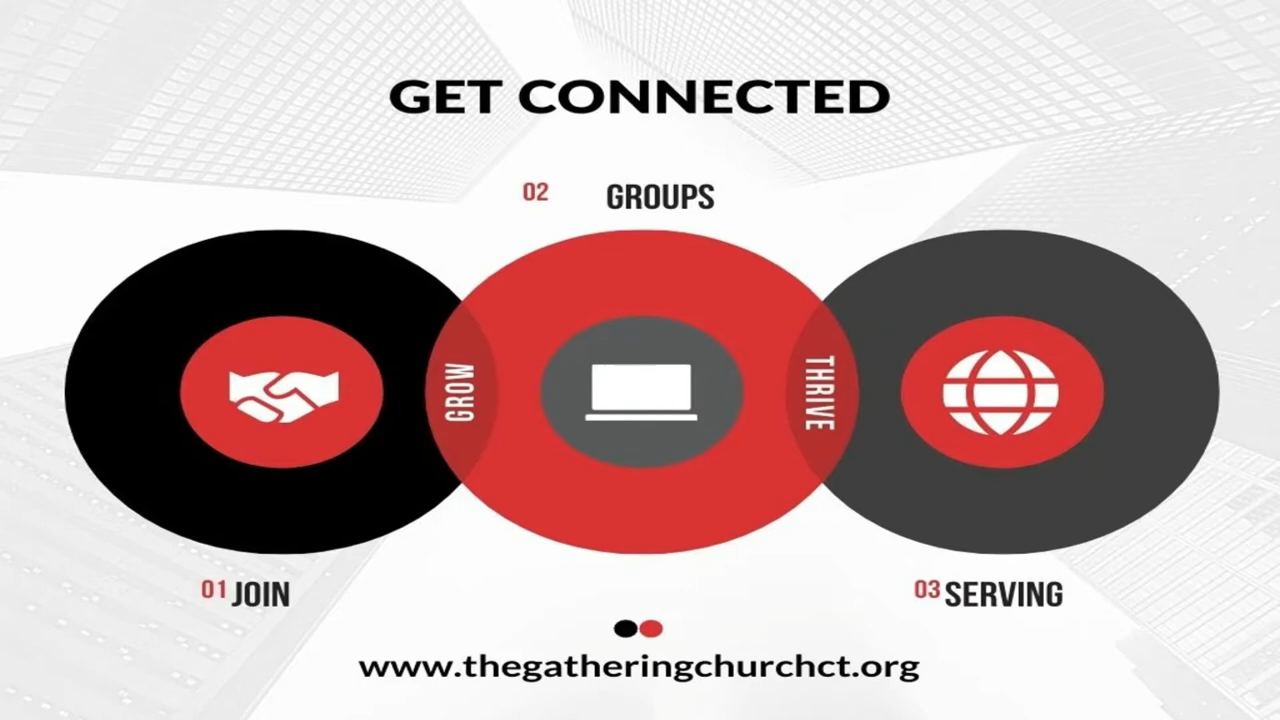 GET CONNECTED
02 GROUPS
GROW
THRIVE
01 JOIN
03 SERVING
www.thegatheringchurchct.org